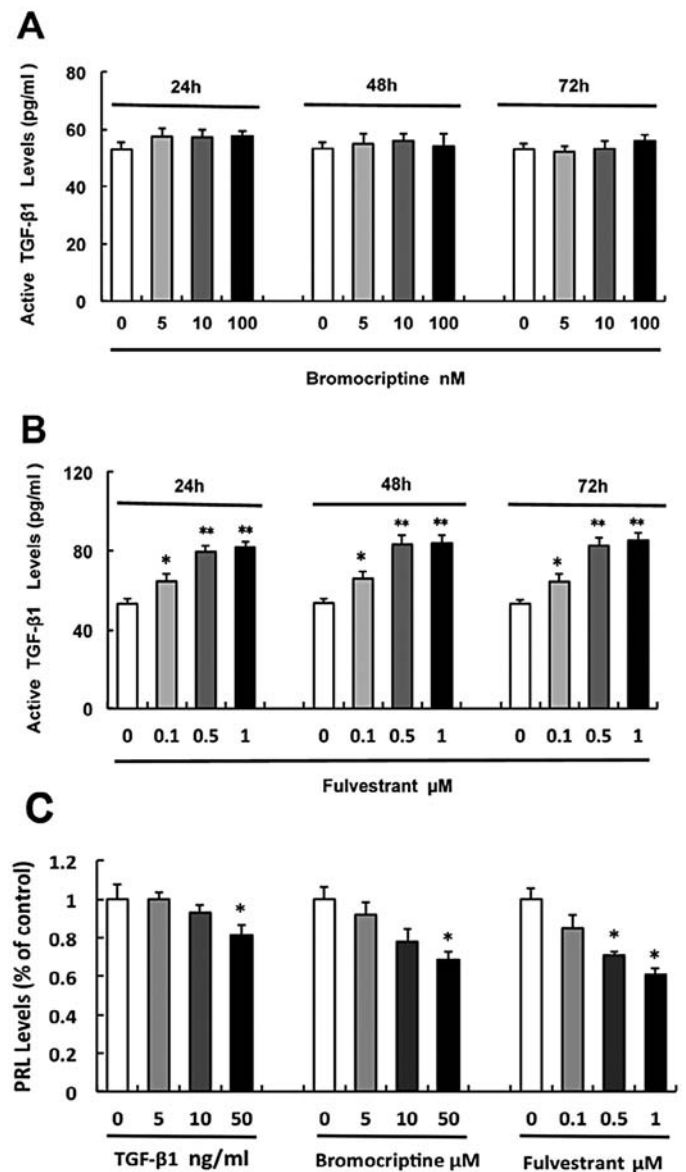 A
Active TGF-β1 Levels (pg/ml)
80
60
40
20
0
24h
48h
72h
0 5 10 100 0 5 10 100 0 5 10 100
Bromocriptine nM
B
Active TGF-β1 Levels (pg/ml)
120
80
40
0
24h
48h
72h
* ** ** * ** ** * ** **
0 0.1 0.5 1 0 0.1 0.5 1 0 0.1 0.5 1
Fulvestrant µM
C
PRL Levels (% of control)
1.2
1
0.8
0.6
0.4
0.2
0
* * * *
0 5 10 50 0 5 10 50 0 0.1 0.5 1
TGF-β1 ng/ml Bromocriptine µM Fulvestrant µM